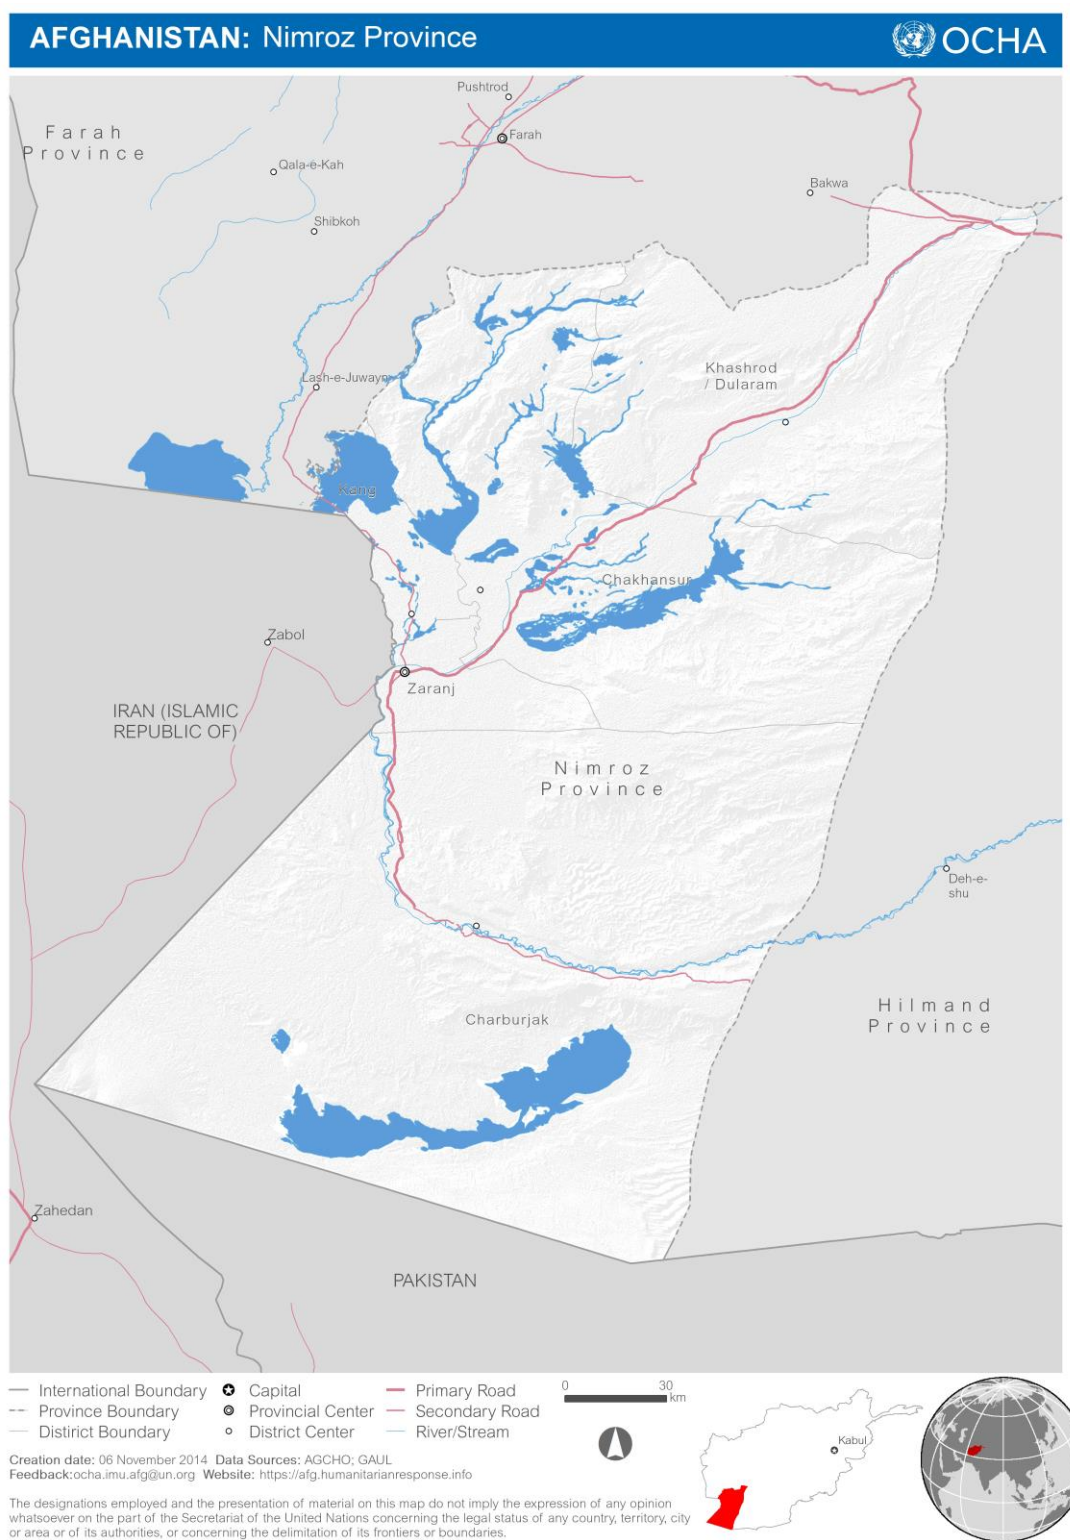 AFGHANISTAN: Nimroz Province
OCHA
Pushtrod
Farah
Farah
Province
Qala-e-Kah
Bakwa
Shibkoh
Khashrod
/ Dularam
Lash-e-Juwayn
Kang
Chakhansur
Zabol
Zaranj
IRAN (ISLAMIC
REPUBLIC OF)
Nimroz
Province
Deh-e-
shu
Hilmand
Province
Charburjak
Zahedan
PAKISTAN
International Boundary
Province Boundary
District Boundary
Capital
Provincial Center
District Center
Primary Road
Secondary Road
River/Stream
0 30
km
Kabul
Creation date: 06 November 2014 Data Sources: AGCHO; GAUL
Feedback:ocha.imu.afg@un.org Website: https://afg.humanitarianresponse.info
The designations employed and the presentation of material on this map do not imply the expression of any opinion
whatsoever on the part of the Secretariat of the United Nations concerning the legal status of any country, territory, city
or area or of its authorities, or concerning the delimitation of its frontiers or boundaries.